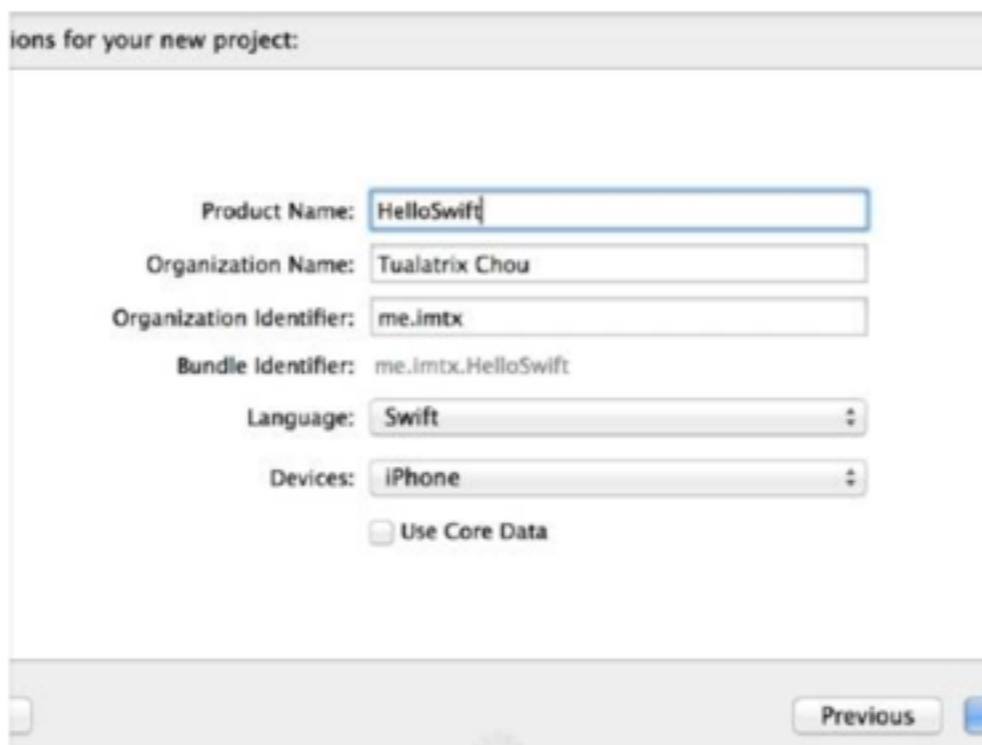 ions for your new project:
Product Name: HelloSwift
Organization Name: Tualatrix Chou
Organization Identifier: me.imtx
Bundle Identifier: me.imtx.HelloSwift
Language: Swift
Devices: iPhone
Use Core Data
Previous